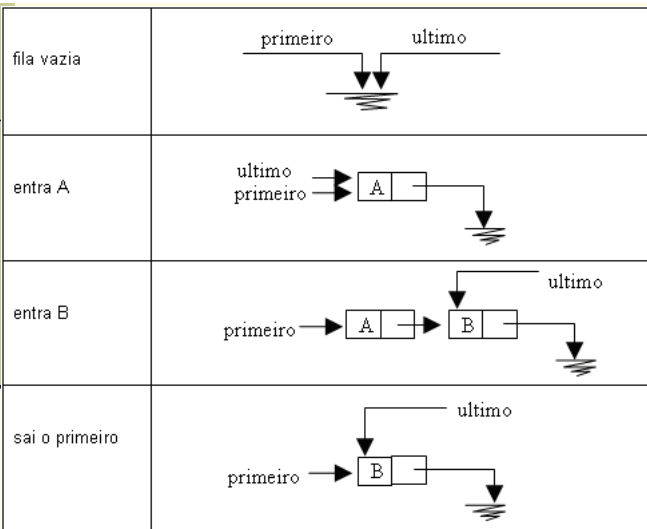 fila vazia
primeiro
ultimo
entra A
ultimo
primeiro
A
entra B
ultimo
primeiro
A
B
sai o primeiro
ultimo
primeiro
B